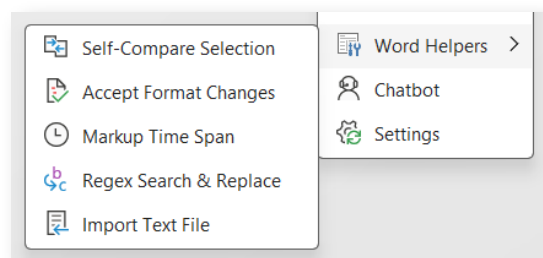 Self-Compare Selection
Accept Format Changes
Markup Time Span
Regex Search & Replace
Import Text File
Word Helpers
Chatbot
Settings